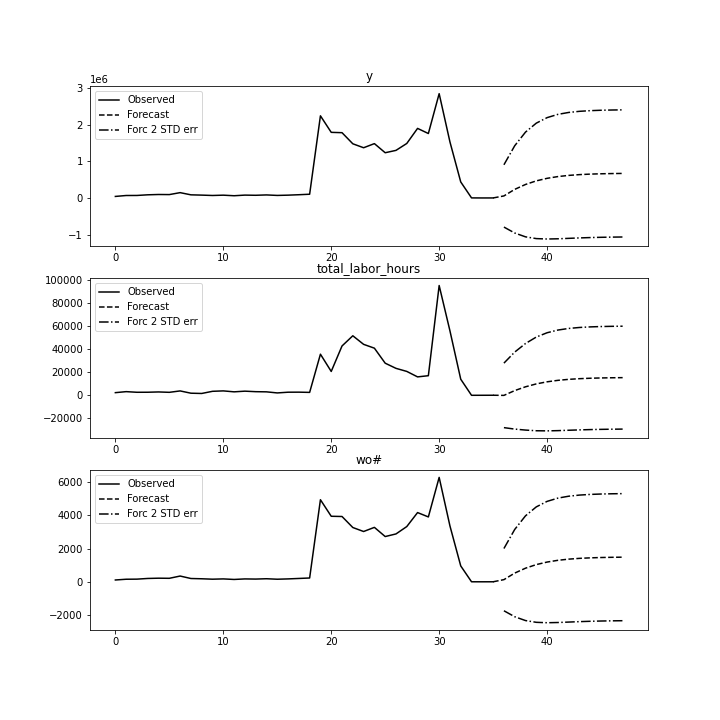 y
1e6
3
2
1
0
−1
Observed
Forecast
Forc 2 STD err
0 10 20 30 40
total_labor_hours
100000
80000
60000
40000
20000
0
−20000
Observed
Forecast
Forc 2 STD err
0 10 20 30 40
wo#
6000
4000
2000
0
−2000
Observed
Forecast
Forc 2 STD err
0 10 20 30 40